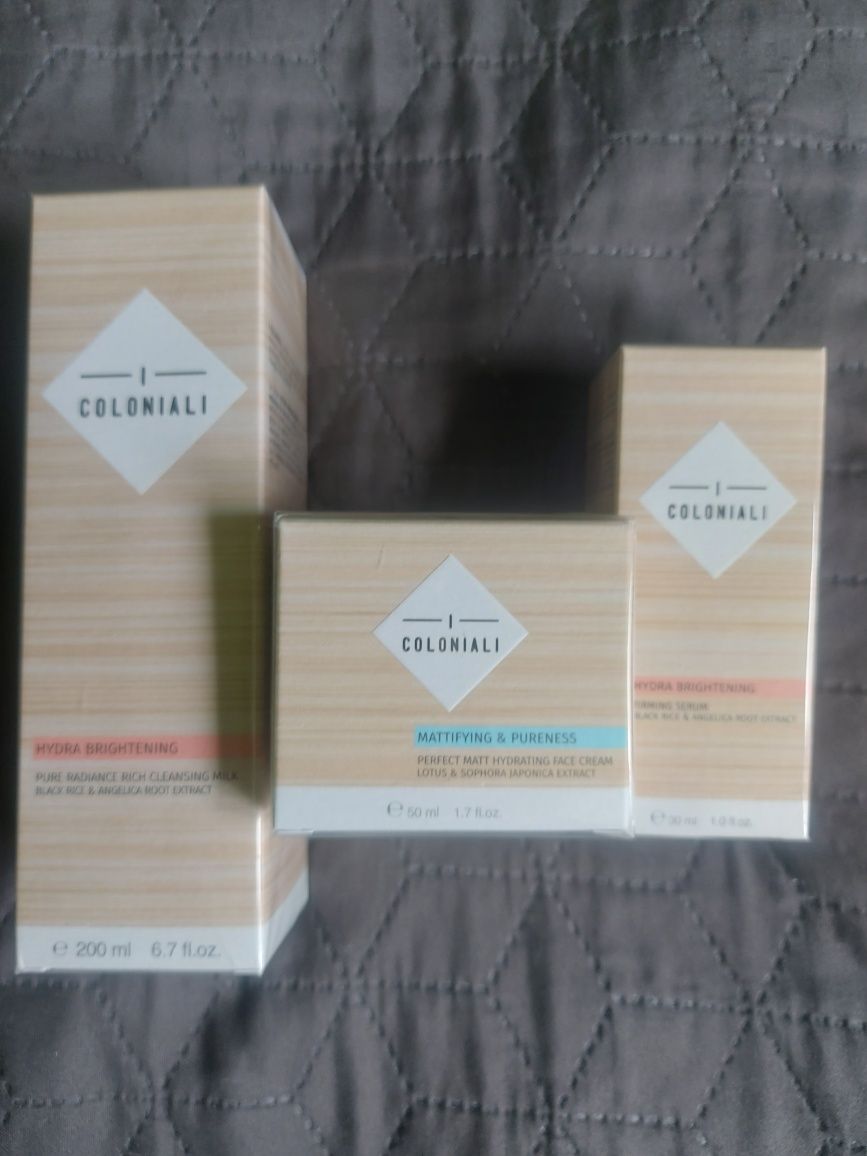 I
COLONIALI
HYDRA BRIGHTENING
PURE RADIANCE RICH CLEANSING MILK
BLACK RICE & ANGELICA ROOT EXTRACT
℮ 200 ml 6.7 fl.oz.
I
COLONIALI
MATTIFYING & PURENESS
PERFECT MATT HYDRATING FACE CREAM
LOTUS & SOPHORA JAPONICA EXTRACT
℮ 50 ml 1.7 fl.oz.
I
COLONIALI
HYDRA BRIGHTENING
FIRMING SERUM
BLACK RICE & ANGELICA ROOT EXTRACT
℮ 30 ml 1.0 fl.oz.